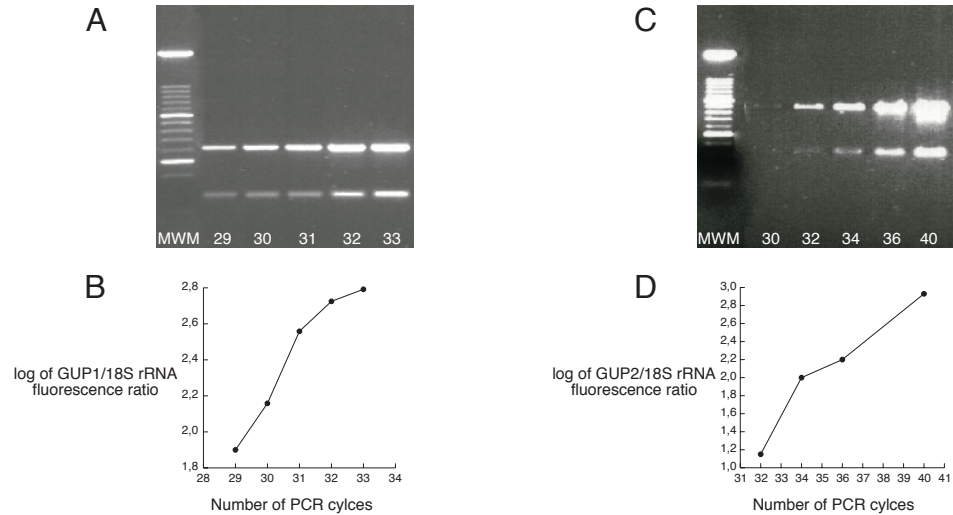 A
MWM 29 30 31 32 33
C
MWM 30 32 34 36 40
B
log of GUP1/18S rRNA
fluorescence ratio
2,8
2,6
2,4
2,2
2,0
1,8
28 29 30 31 32 33 34
Number of PCR cylces
D
log of GUP2/18S rRNA
fluorescence ratio
3,0
2,8
2,6
2,4
2,2
2,0
1,8
1,6
1,4
1,2
1,0
31 32 33 34 35 36 37 38 39 40 41
Number of PCR cylces